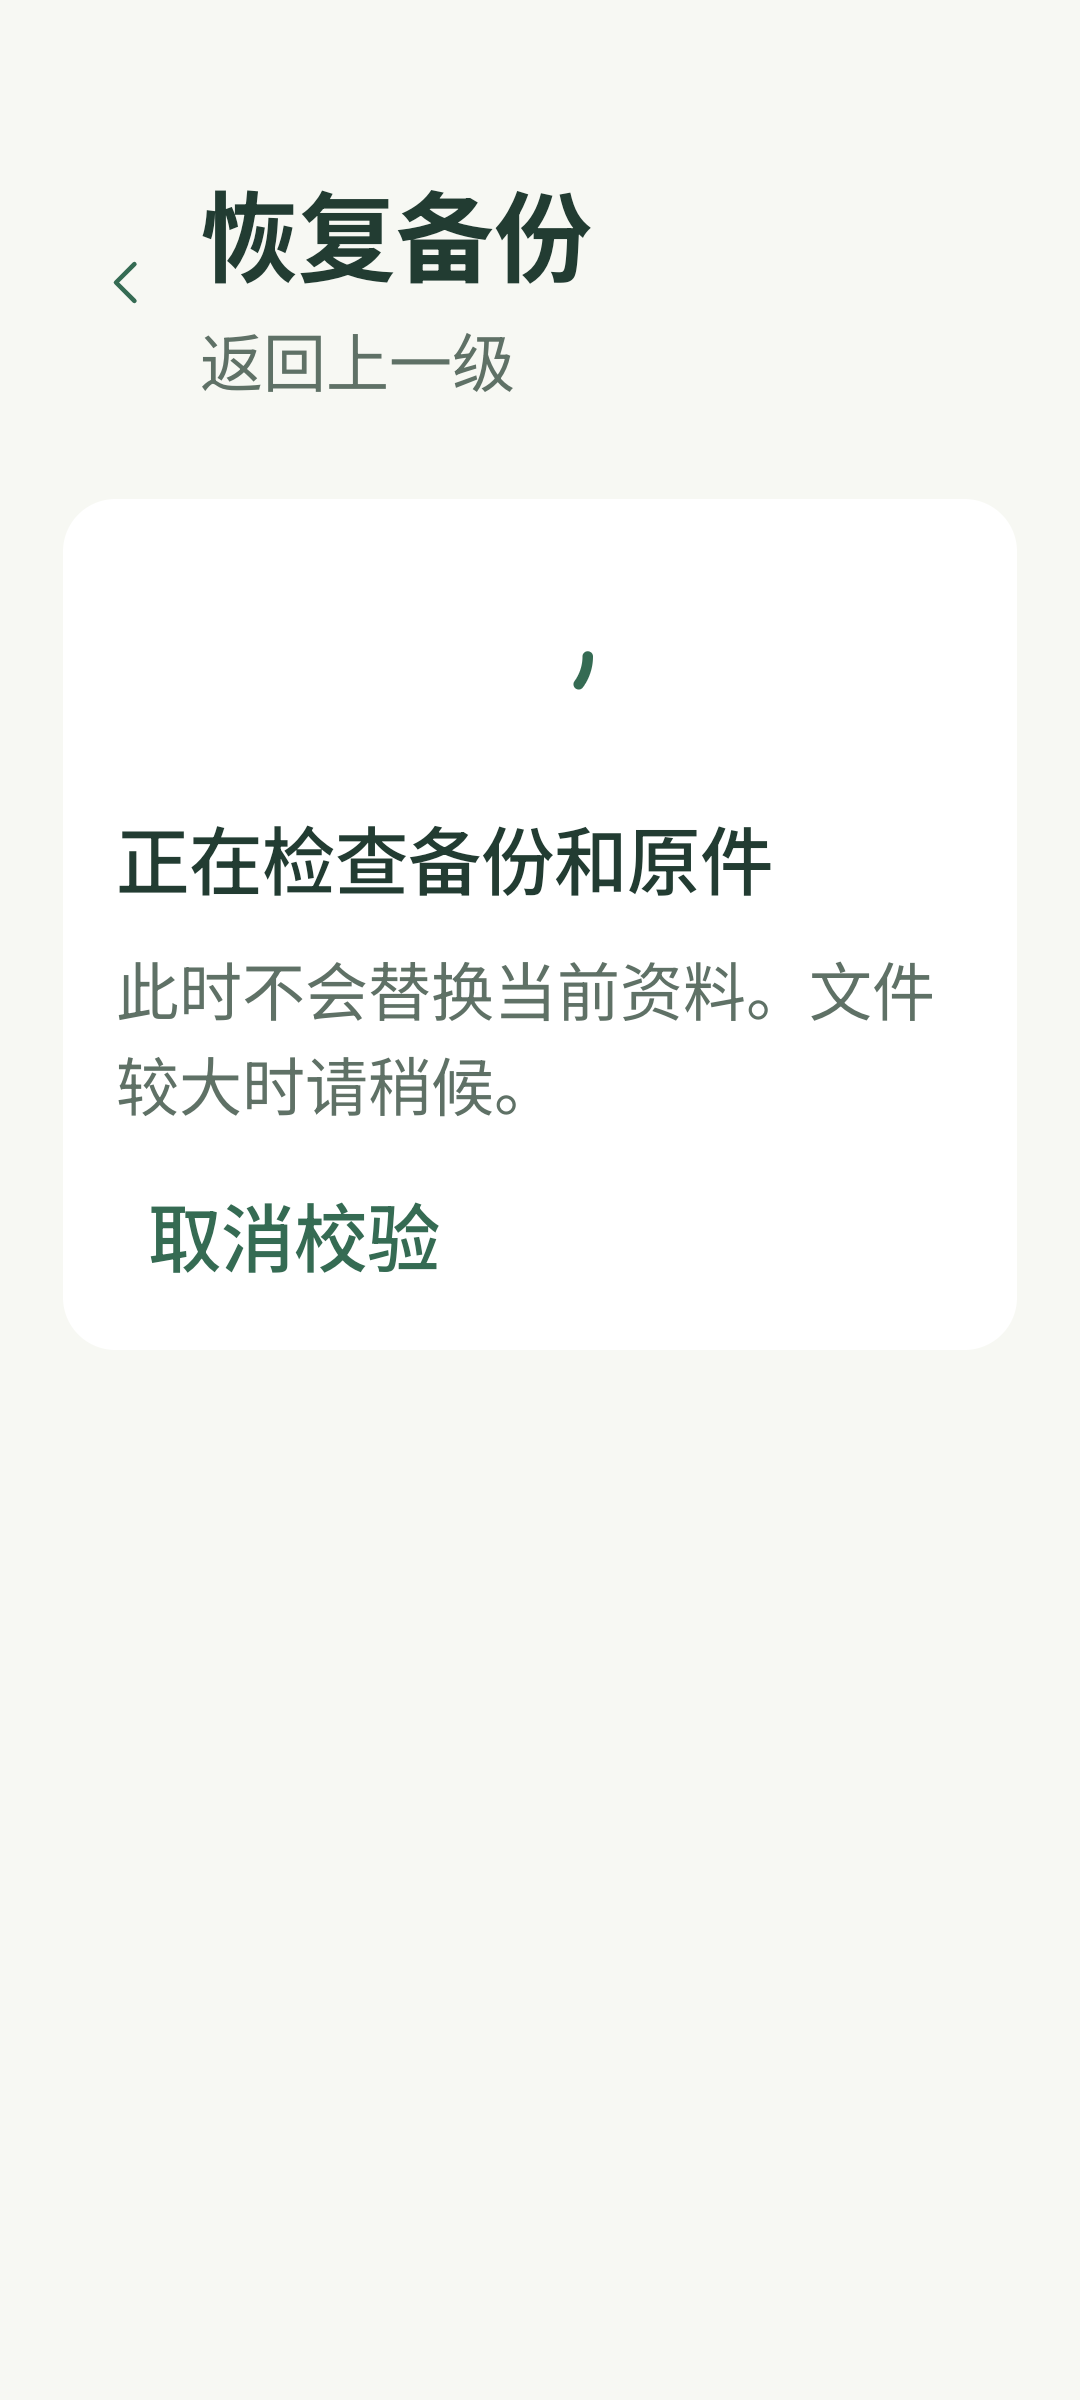 恢复备份
返回上一级
正在检查备份和原件
此时不会替换当前资料。文件
较大时请稍候。
取消校验